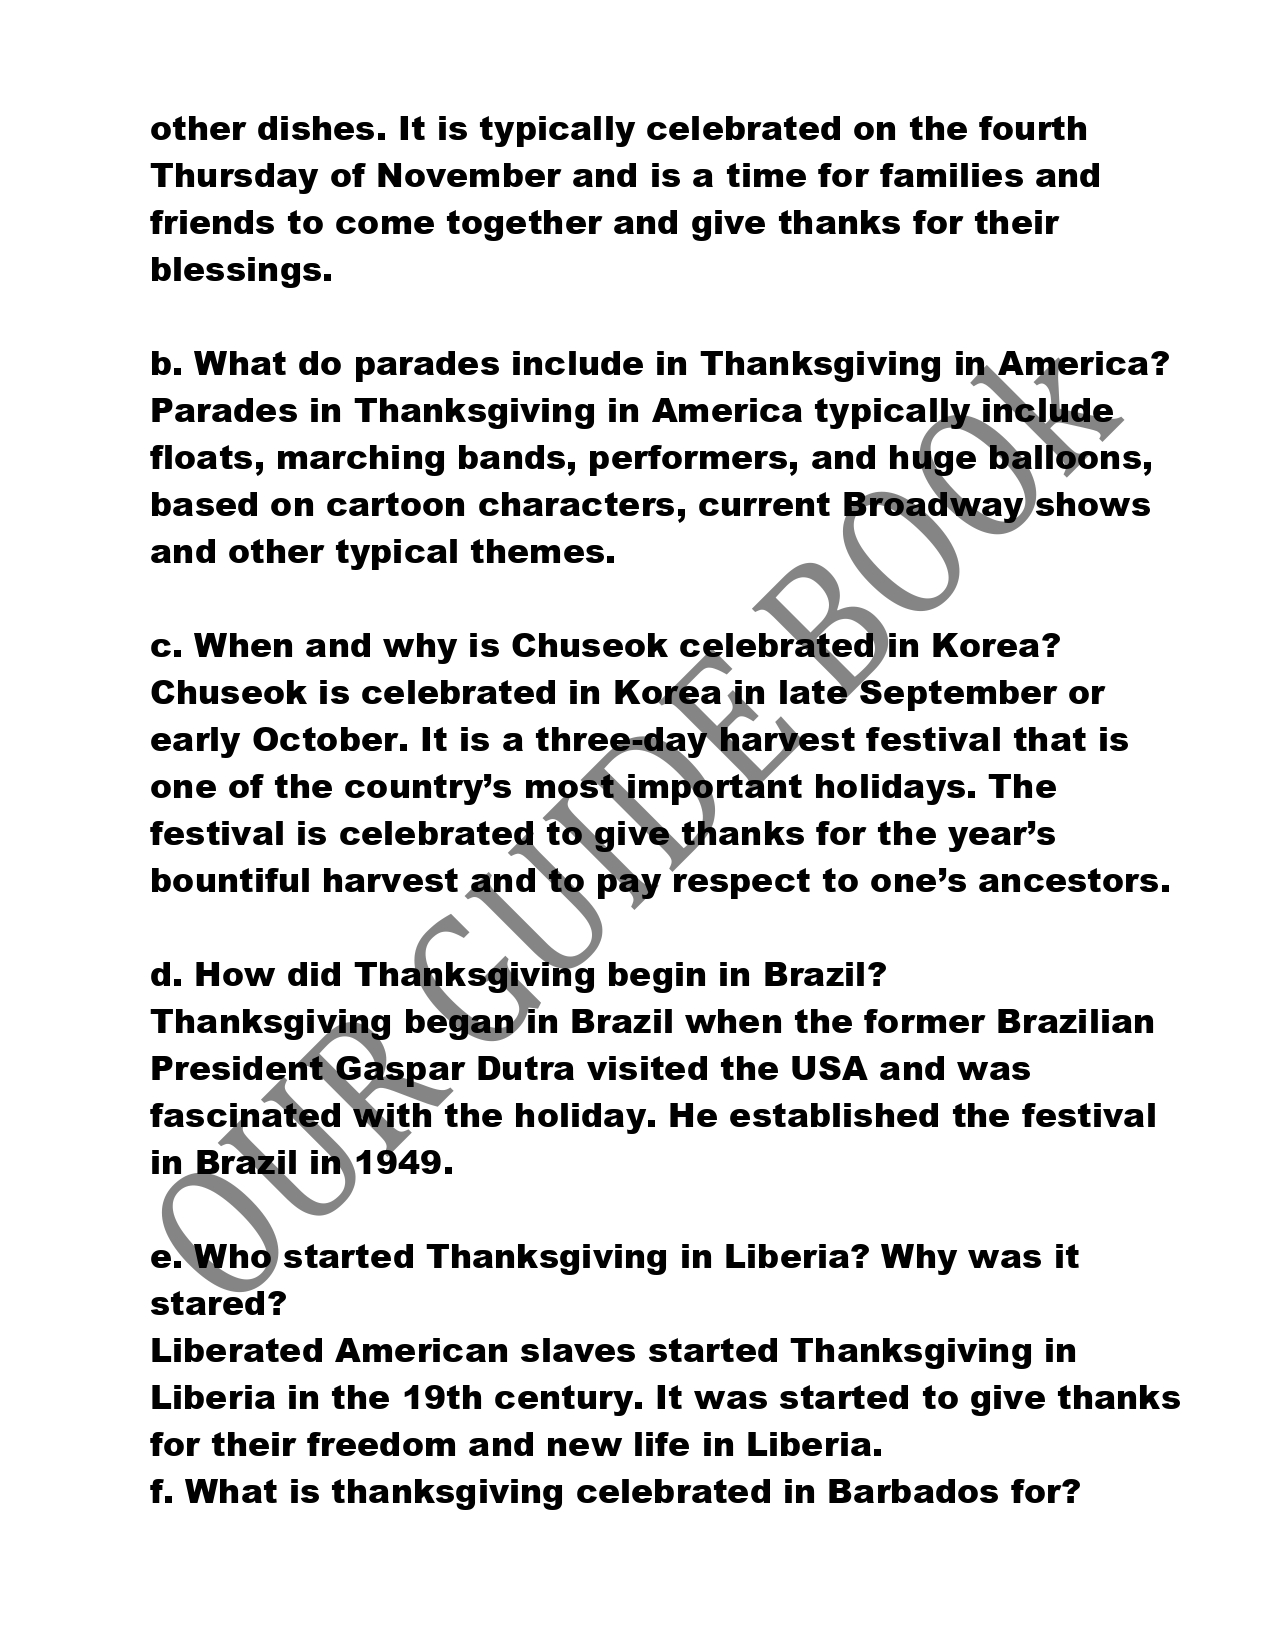 other dishes. It is typically celebrated on the fourth
Thursday of November and is a time for families and
friends to come together and give thanks for their
blessings.
b. What do parades include in Thanksgiving in America?
Parades in Thanksgiving in America typically include
floats, marching bands, performers, and huge balloons,
based on cartoon characters, current Broadway shows
and other typical themes.
c. When and why is Chuseok celebrated in Korea?
Chuseok is celebrated in Korea in late September or
early October. It is a three-day harvest festival that is
one of the country’s most important holidays. The
festival is celebrated to give thanks for the year’s
bountiful harvest and to pay respect to one’s ancestors.
d. How did Thanksgiving begin in Brazil?
Thanksgiving began in Brazil when the former Brazilian
President Gaspar Dutra visited the USA and was
fascinated with the holiday. He established the festival
in Brazil in 1949.
e. Who started Thanksgiving in Liberia? Why was it
stared?
Liberated American slaves started Thanksgiving in
Liberia in the 19th century. It was started to give thanks
for their freedom and new life in Liberia.
f. What is thanksgiving celebrated in Barbados for?
OUR GUIDE BOOK